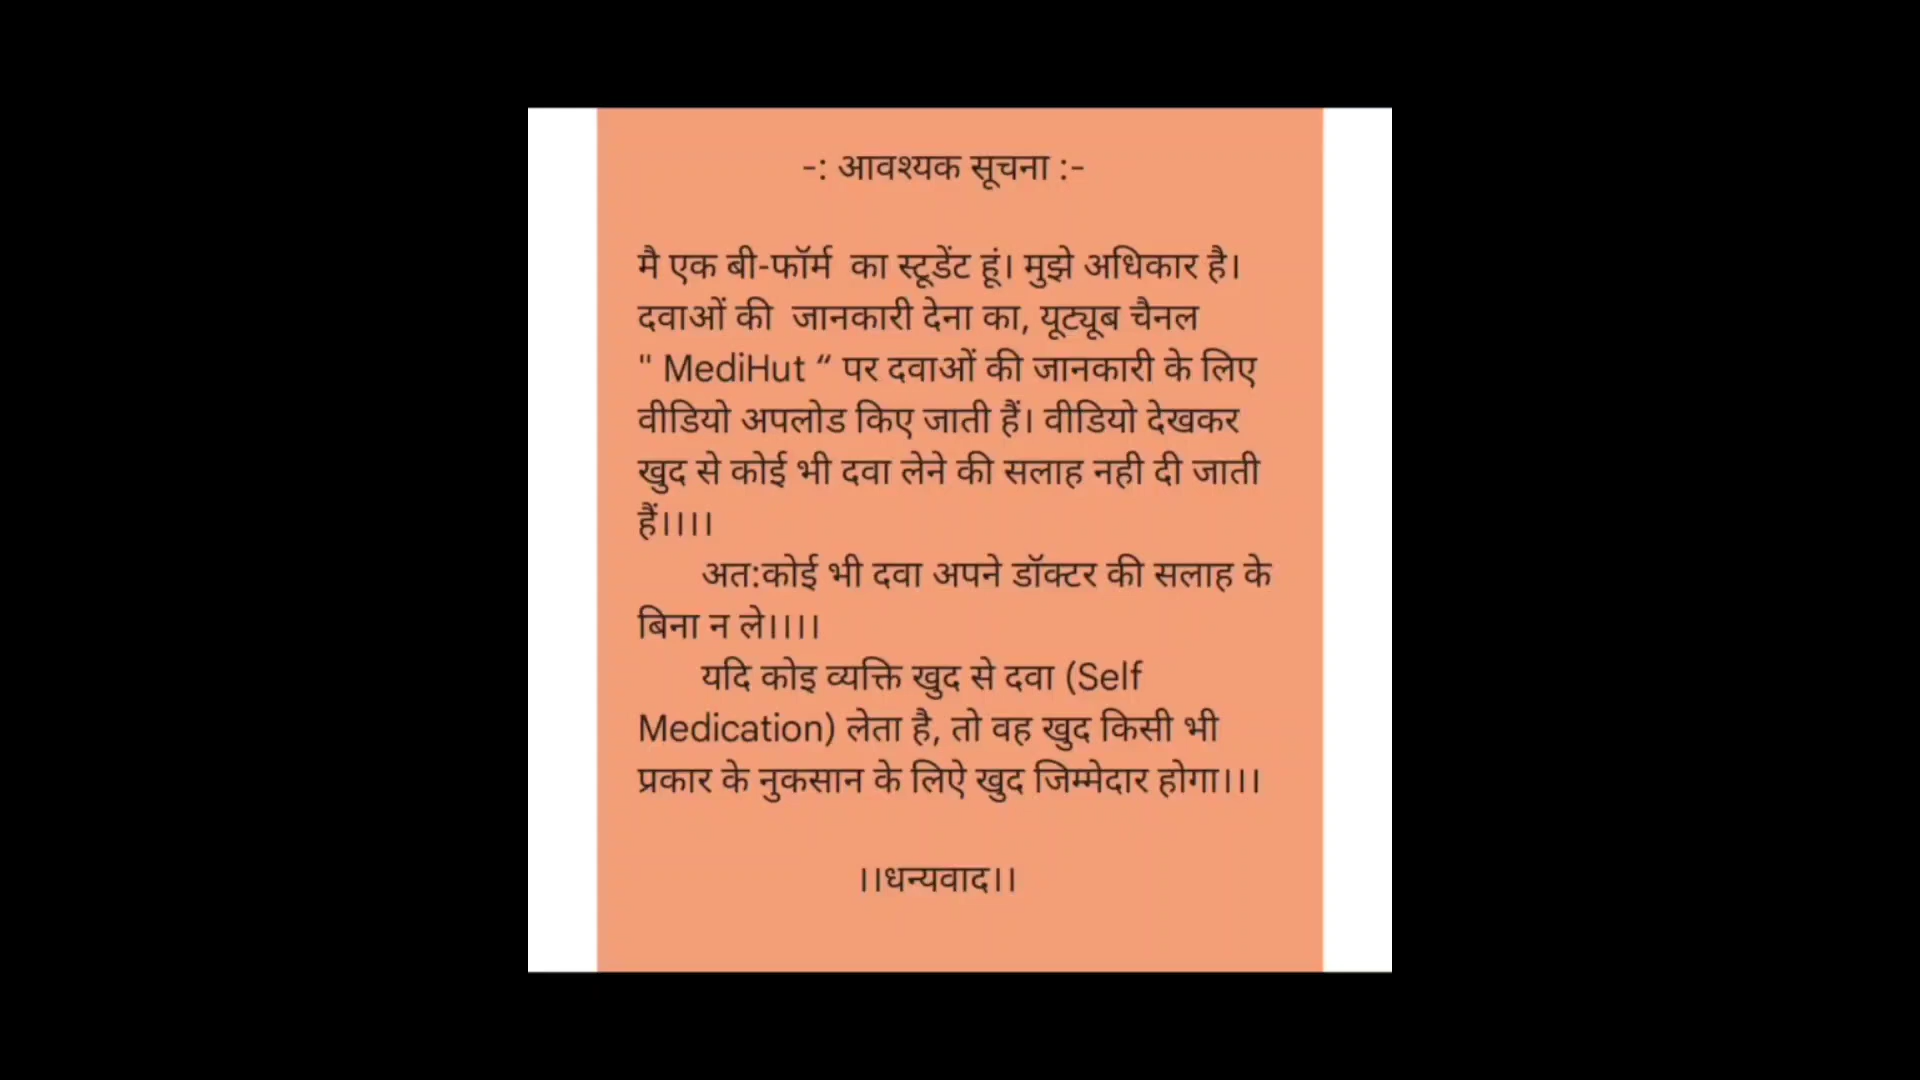 -: आवश्यक सूचना :-
मै एक बी-फॉर्म का स्टूडेंट हूं। मुझे अधिकार है।
दवाओं की जानकारी देना का, यूट्यूब चैनल
" MediHut “ पर दवाओं की जानकारी के लिए
वीडियो अपलोड किए जाती हैं। वीडियो देखकर
खुद से कोई भी दवा लेने की सलाह नही दी जाती
हैं।।।।
अत:कोई भी दवा अपने डॉक्टर की सलाह के
बिना न ले।।।।
यदि कोइ व्यक्ति खुद से दवा (Self
Medication) लेता है, तो वह खुद किसी भी
प्रकार के नुकसान के लिऐ खुद जिम्मेदार होगा।।।
।।धन्यवाद।।